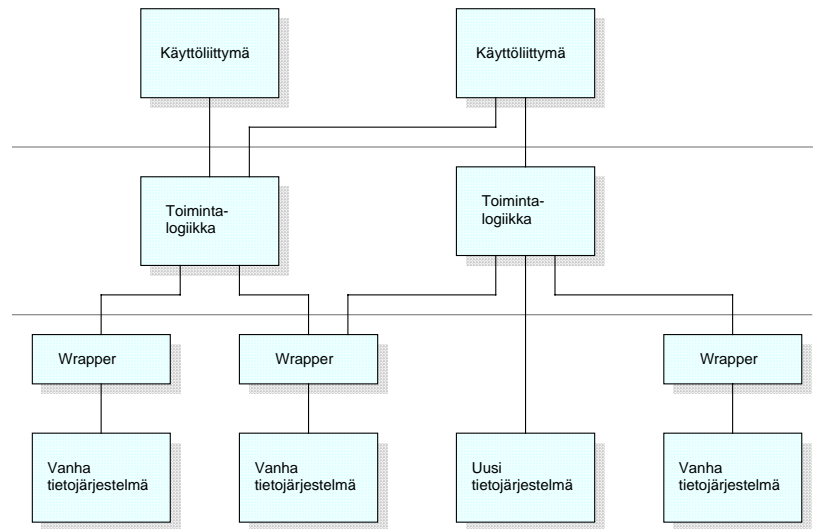 Käyttöliittymä
Käyttöliittymä
Toiminta-
logiikka
Toiminta-
logiikka
Wrapper
Wrapper
Wrapper
Vanha
tietojärjestelmä
Vanha
tietojärjestelmä
Uusi
tietojärjestelmä
Vanha
tietojärjestelmä